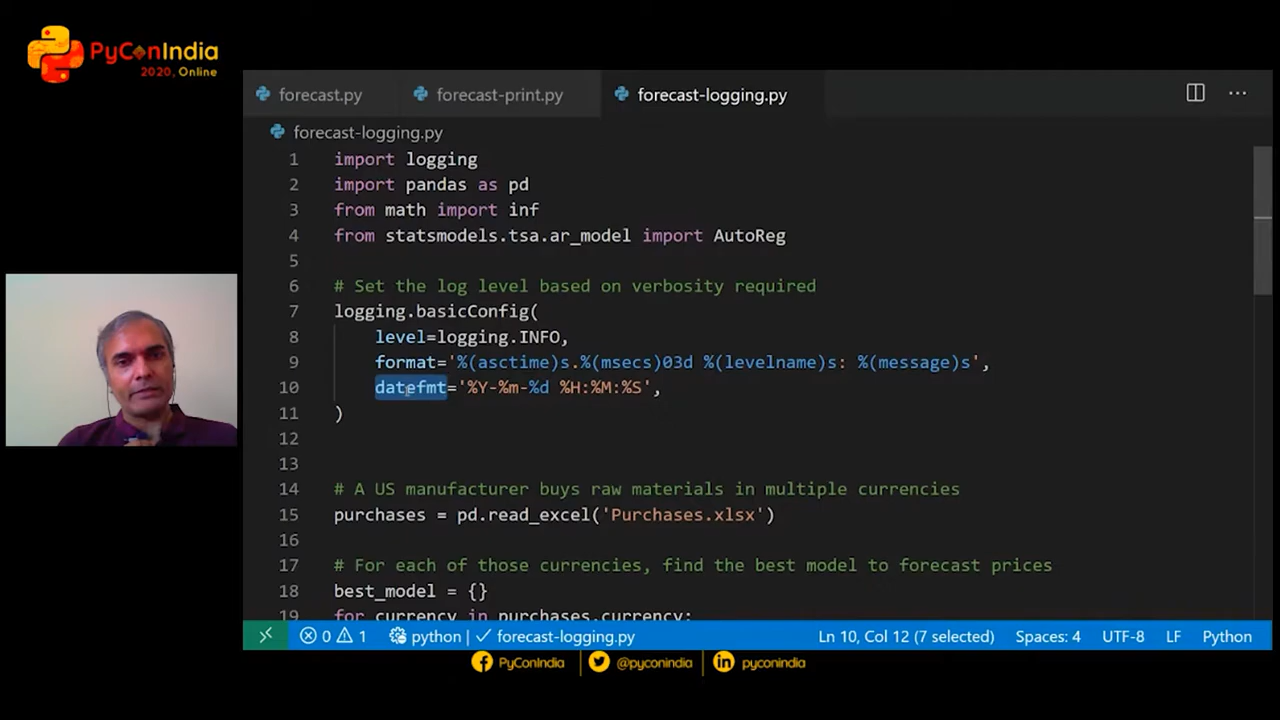 PyConIndia
2020, Online
forecast.py
forecast-print.py
forecast-logging.py
forecast-logging.py
1 import logging
2 import pandas as pd
3 from math import inf
4 from statsmodels.tsa.ar_model import AutoReg
5
6 # Set the log level based on verbosity required
7 logging.basicConfig(
8 level=logging.INFO,
9 format='%(asctime)s.%(msecs)03d %(levelname)s: %(message)s',
10 datefmt='%Y-%m-%d %H:%M:%S',
11 )
12
13
14 # A US manufacturer buys raw materials in multiple currencies
15 purchases = pd.read_excel('Purchases.xlsx')
16
17 # For each of those currencies, find the best model to forecast prices
18 best_model = {}
19 for currency in purchases.currency:
0 1 python forecast-logging.py Ln 10, Col 12 (7 selected) Spaces: 4 UTF-8 LF Python
PyConIndia @pyconindia pyconindia